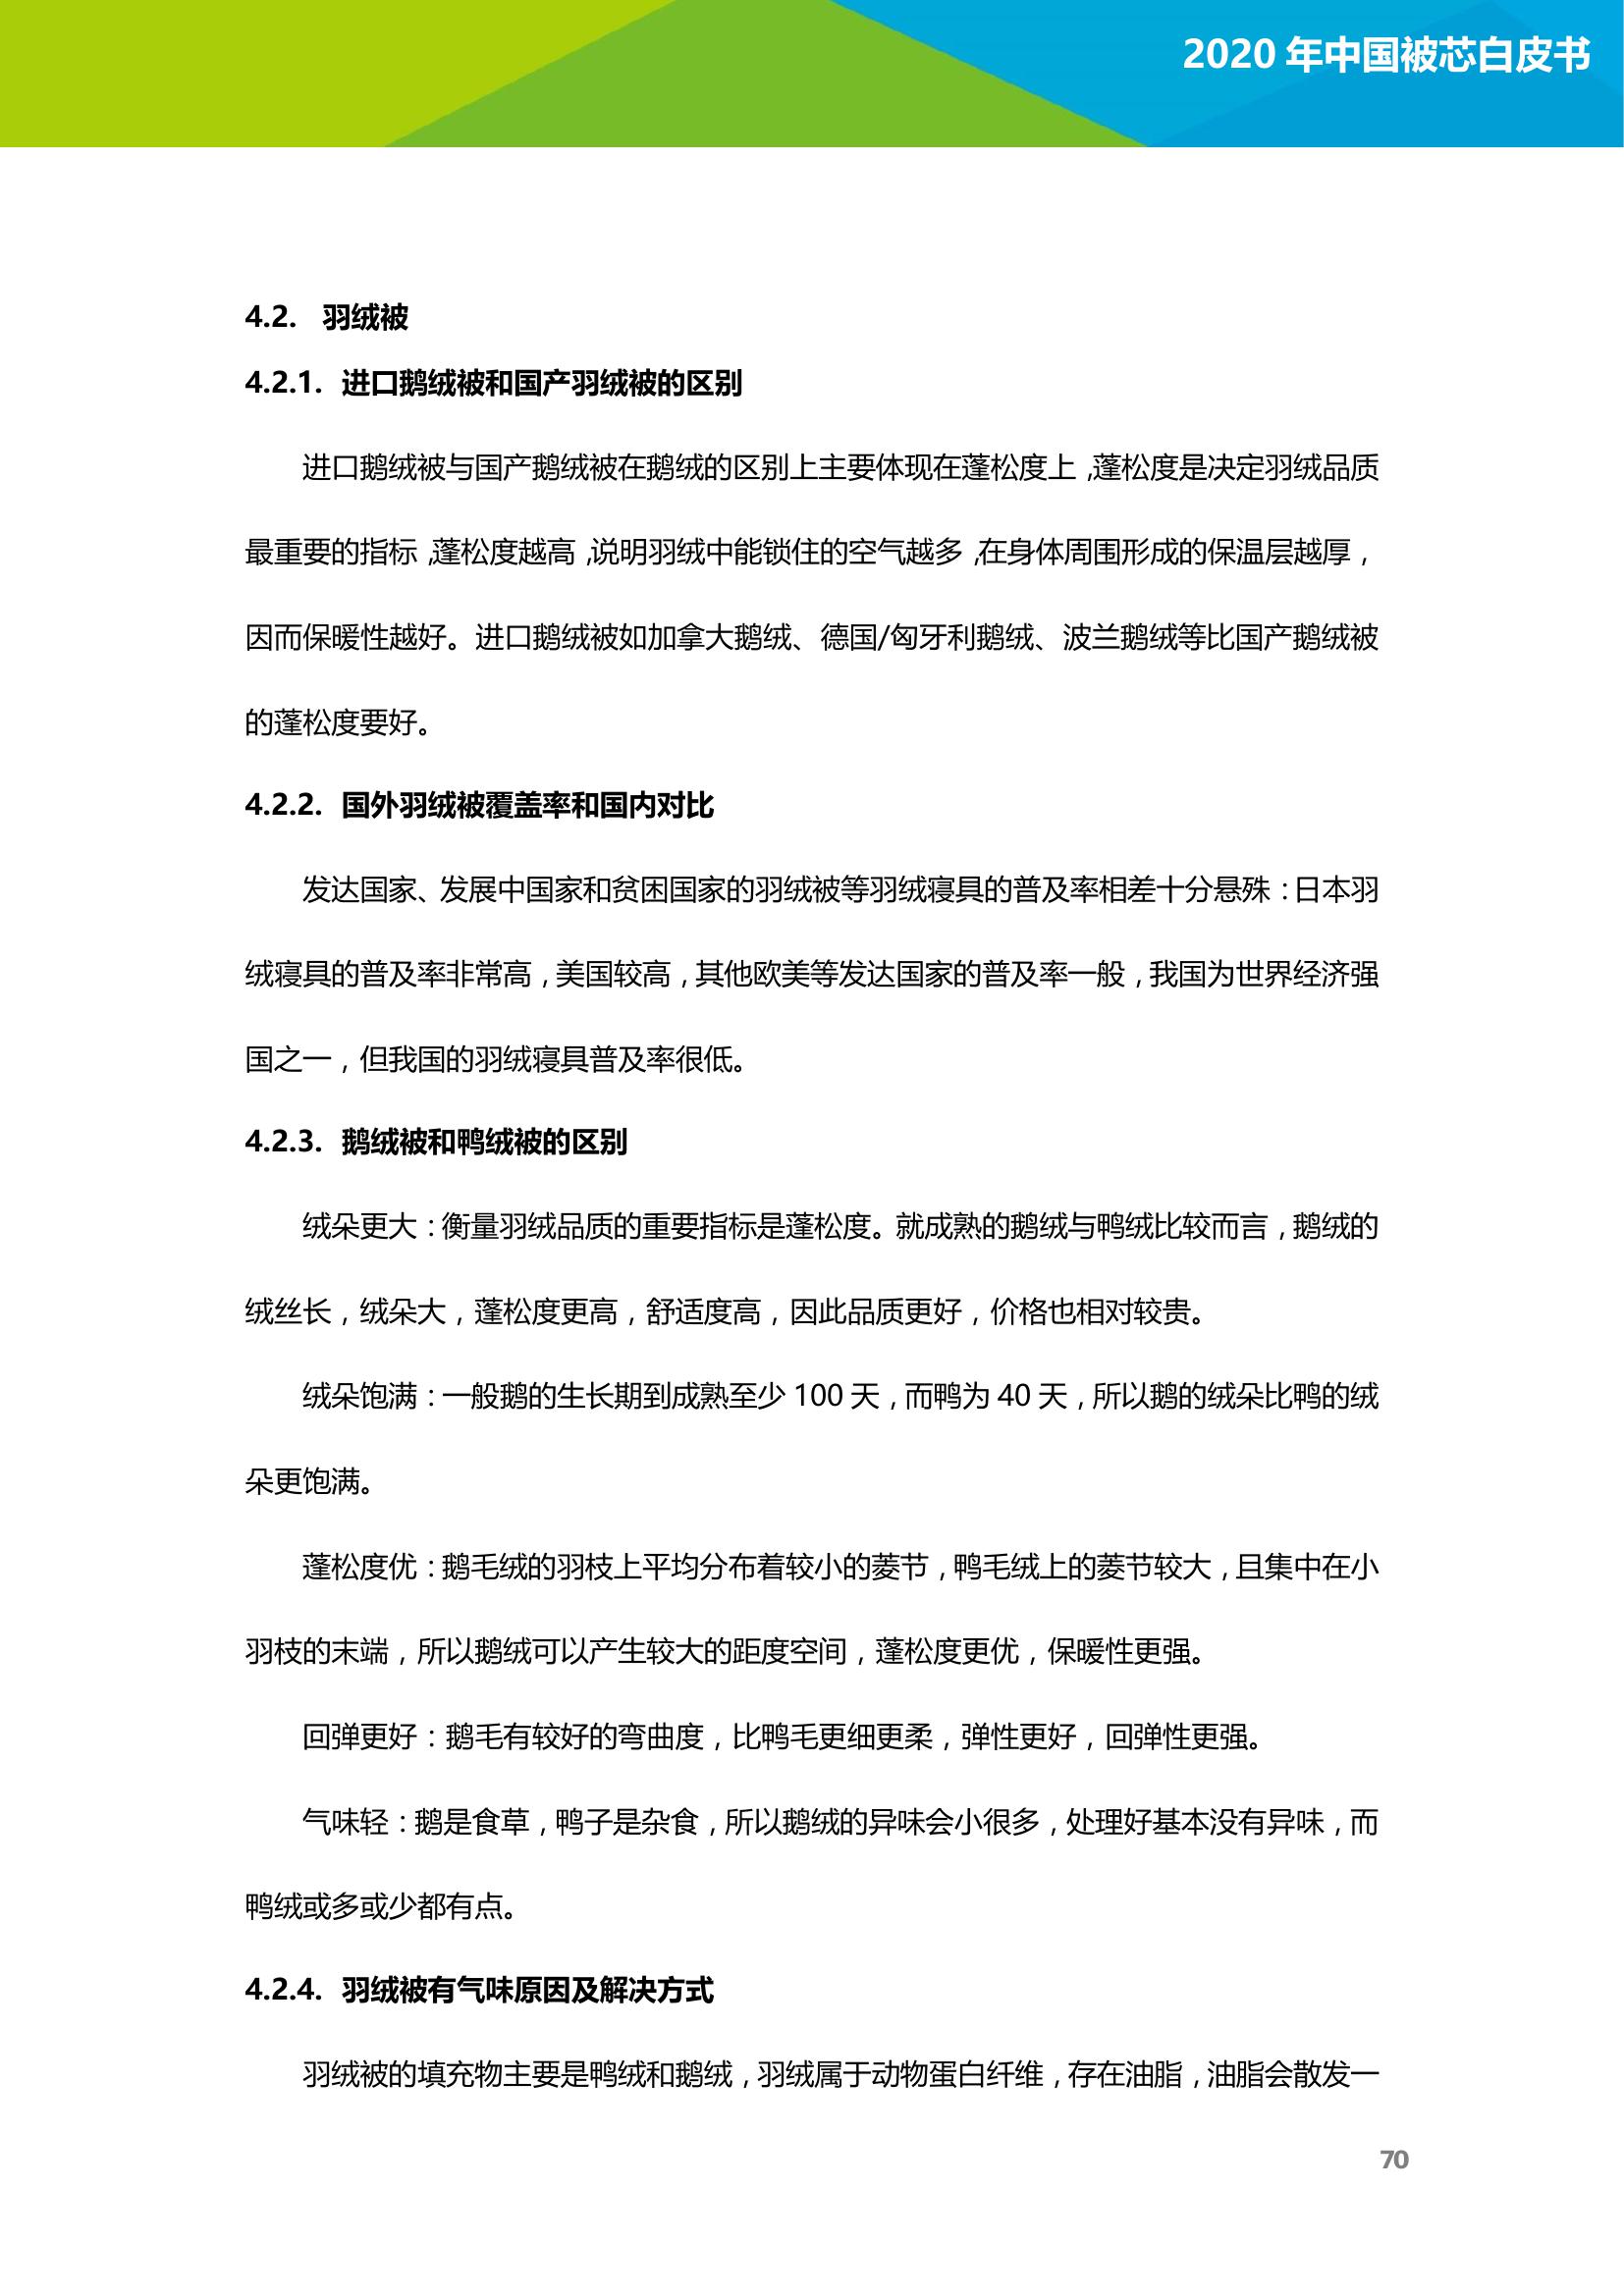 2020 年中国被芯白皮书
4.2. 羽绒被
4.2.1. 进口鹅绒被和国产羽绒被的区别
进口鹅绒被与国产鹅绒被在鹅绒的区别上主要体现在蓬松度上，蓬松度是决定羽绒品质
最重要的指标，蓬松度越高，说明羽绒中能锁住的空气越多，在身体周围形成的保温层越厚，
因而保暖性越好。进口鹅绒被如加拿大鹅绒、德国/匈牙利鹅绒、波兰鹅绒等比国产鹅绒被
的蓬松度要好。
4.2.2. 国外羽绒被覆盖率和国内对比
发达国家、发展中国家和贫困国家的羽绒被等羽绒寝具的普及率相差十分悬殊：日本羽
绒寝具的普及率非常高，美国较高，其他欧美等发达国家的普及率一般，我国为世界经济强
国之一，但我国的羽绒寝具普及率很低。
4.2.3. 鹅绒被和鸭绒被的区别
绒朵更大：衡量羽绒品质的重要指标是蓬松度。就成熟的鹅绒与鸭绒比较而言，鹅绒的
绒丝长，绒朵大，蓬松度更高，舒适度高，因此品质更好，价格也相对较贵。
绒朵饱满：一般鹅的生长期到成熟至少 100 天，而鸭为 40 天，所以鹅的绒朵比鸭的绒
朵更饱满。
蓬松度优：鹅毛绒的羽枝上平均分布着较小的菱节，鸭毛绒上的菱节较大，且集中在小
羽枝的末端，所以鹅绒可以产生较大的距度空间，蓬松度更优，保暖性更强。
回弹更好：鹅毛有较好的弯曲度，比鸭毛更细更柔，弹性更好，回弹性更强。
气味轻：鹅是食草，鸭子是杂食，所以鹅绒的异味会小很多，处理好基本没有异味，而
鸭绒或多或少都有点。
4.2.4. 羽绒被有气味原因及解决方式
羽绒被的填充物主要是鸭绒和鹅绒，羽绒属于动物蛋白纤维，存在油脂，油脂会散发一
70